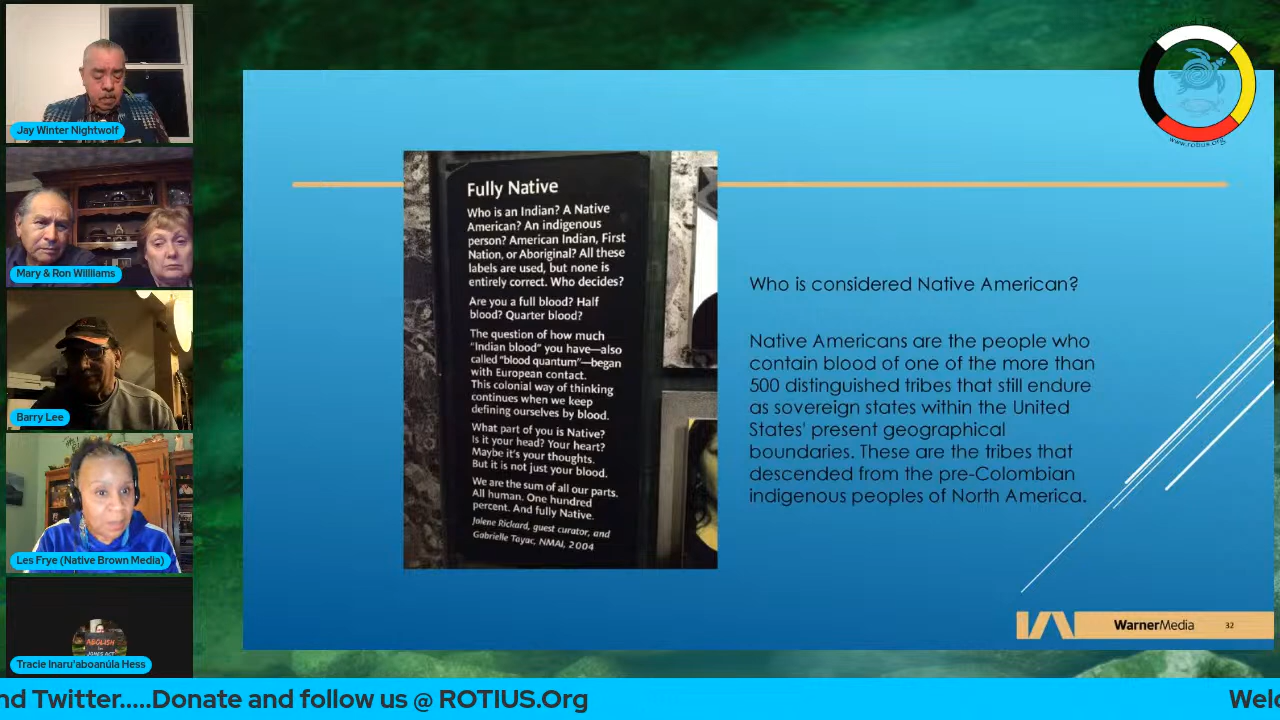 Jay Winter Nightwolf
Mary & Ron Willliams
Barry Lee
Les Frye (Native Brown Media)
ABOLISH
JONES ACT
Tracie Inaru'aboanúla Hess
Fully Native
Who is an Indian? A Native
American? An indigenous
person? American Indian, First
Nation, or Aboriginal? All these
labels are used, but none is
entirely correct. Who decides?
Are you a full blood? Half
blood? Quarter blood?
The question of how much
"Indian blood" you have—also
called "blood quantum"—began
with European contact.
This colonial way of thinking
continues when we keep
defining ourselves by blood.
What part of you is Native?
Is it your head? Your heart?
Maybe it's your thoughts.
But it is not just your blood.
We are the sum of all our parts.
All human. One hundred
percent. And fully Native.
Jolene Rickard, guest curator, and
Gabrielle Tayac, NMAI, 2004
Who is considered Native American?
Native Americans are the people who
contain blood of one of the more than
500 distinguished tribes that still endure
as sovereign states within the United
States' present geographical
boundaries. These are the tribes that
descended from the pre-Colombian
indigenous peoples of North America.
WarnerMedia 32
www.rotius.org
nd Twitter.....Donate and follow us @ ROTIUS.Org
Welc